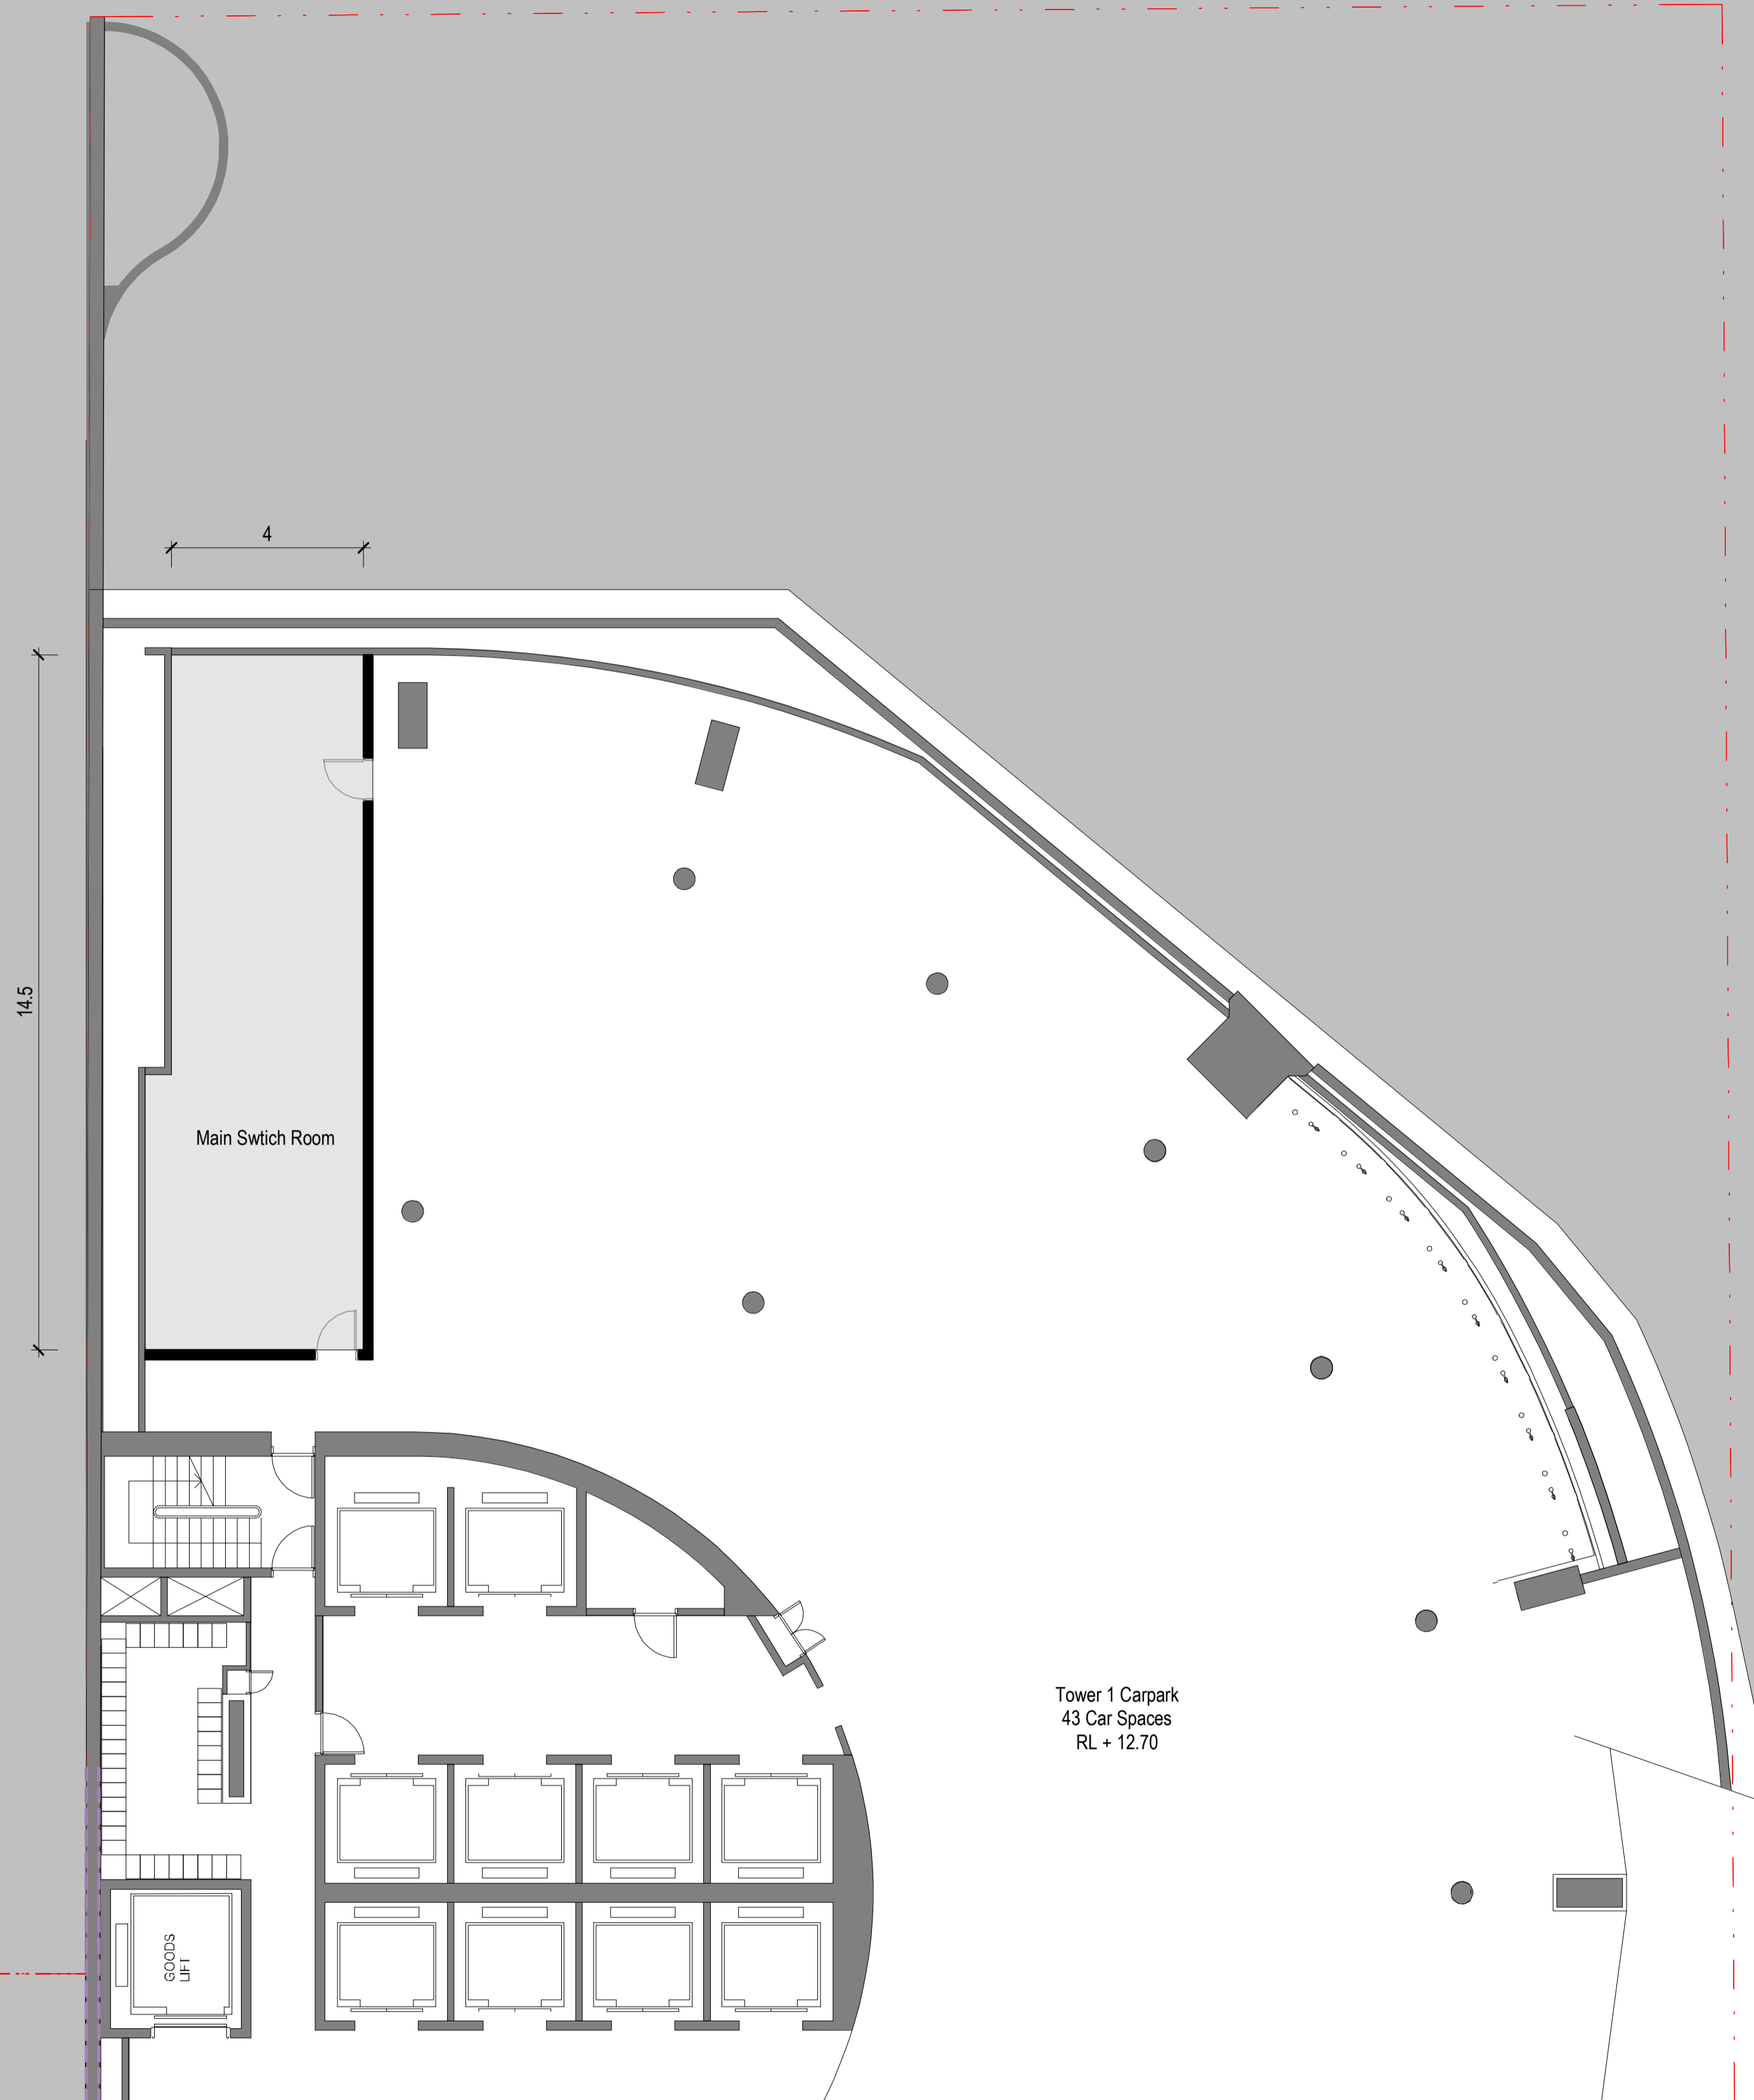 4
14.5
Main Swtich Room
Tower 1 Carpark
43 Car Spaces
RL + 12.70
GOODS
LIFT